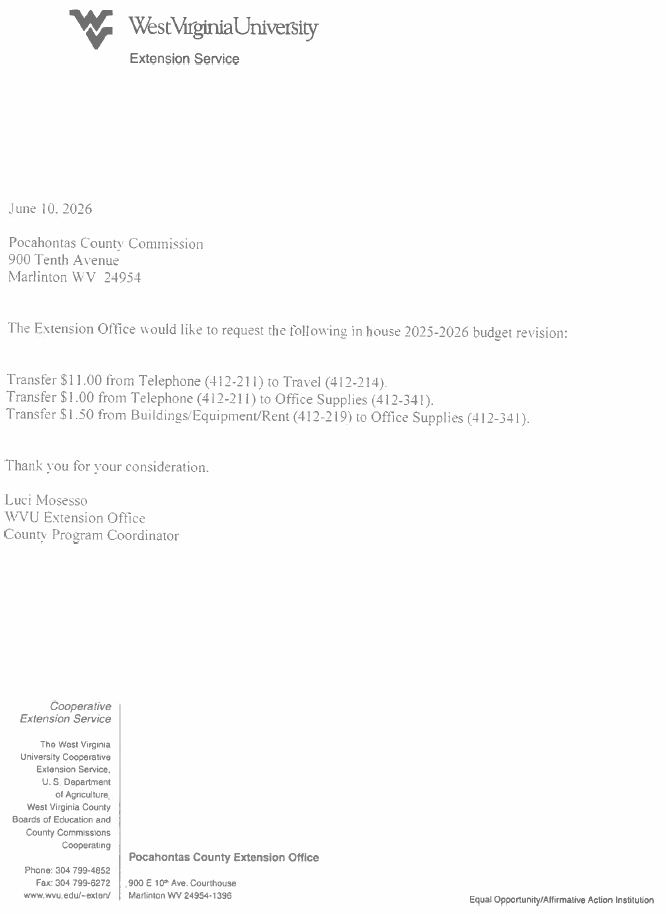 WestVirginiaUniversity
Extension Service
June 10, 2026
Pocahontas County Commission
900 Tenth Avenue
Marlinton WV 24954
The Extension Office would like to request the following in house 2025-2026 budget revision:
Transfer $11.00 from Telephone (412-211) to Travel (412-214).
Transfer $1.00 from Telephone (412-211) to Office Supplies (412-341).
Transfer $1.50 from Buildings/Equipment/Rent (412-219) to Office Supplies (412-341).
Thank you for your consideration.
Luci Mosesso
WVU Extension Office
County Program Coordinator
Cooperative
Extension Service
The West Virginia
University Cooperative
Extension Service,
U.S Department
of Agriculture,
West Virginia County
Boards of Education and
County Commissions
Cooperating
Phone: 304 799-4852
Fax: 304 799-6272
www.wvu.edu/~exten/
Pocahontas County Extension Office
900 E 10th Ave. Courthouse
Marlinton WV 24954-1396
Equal Opportunity/Affirmative Action Institution